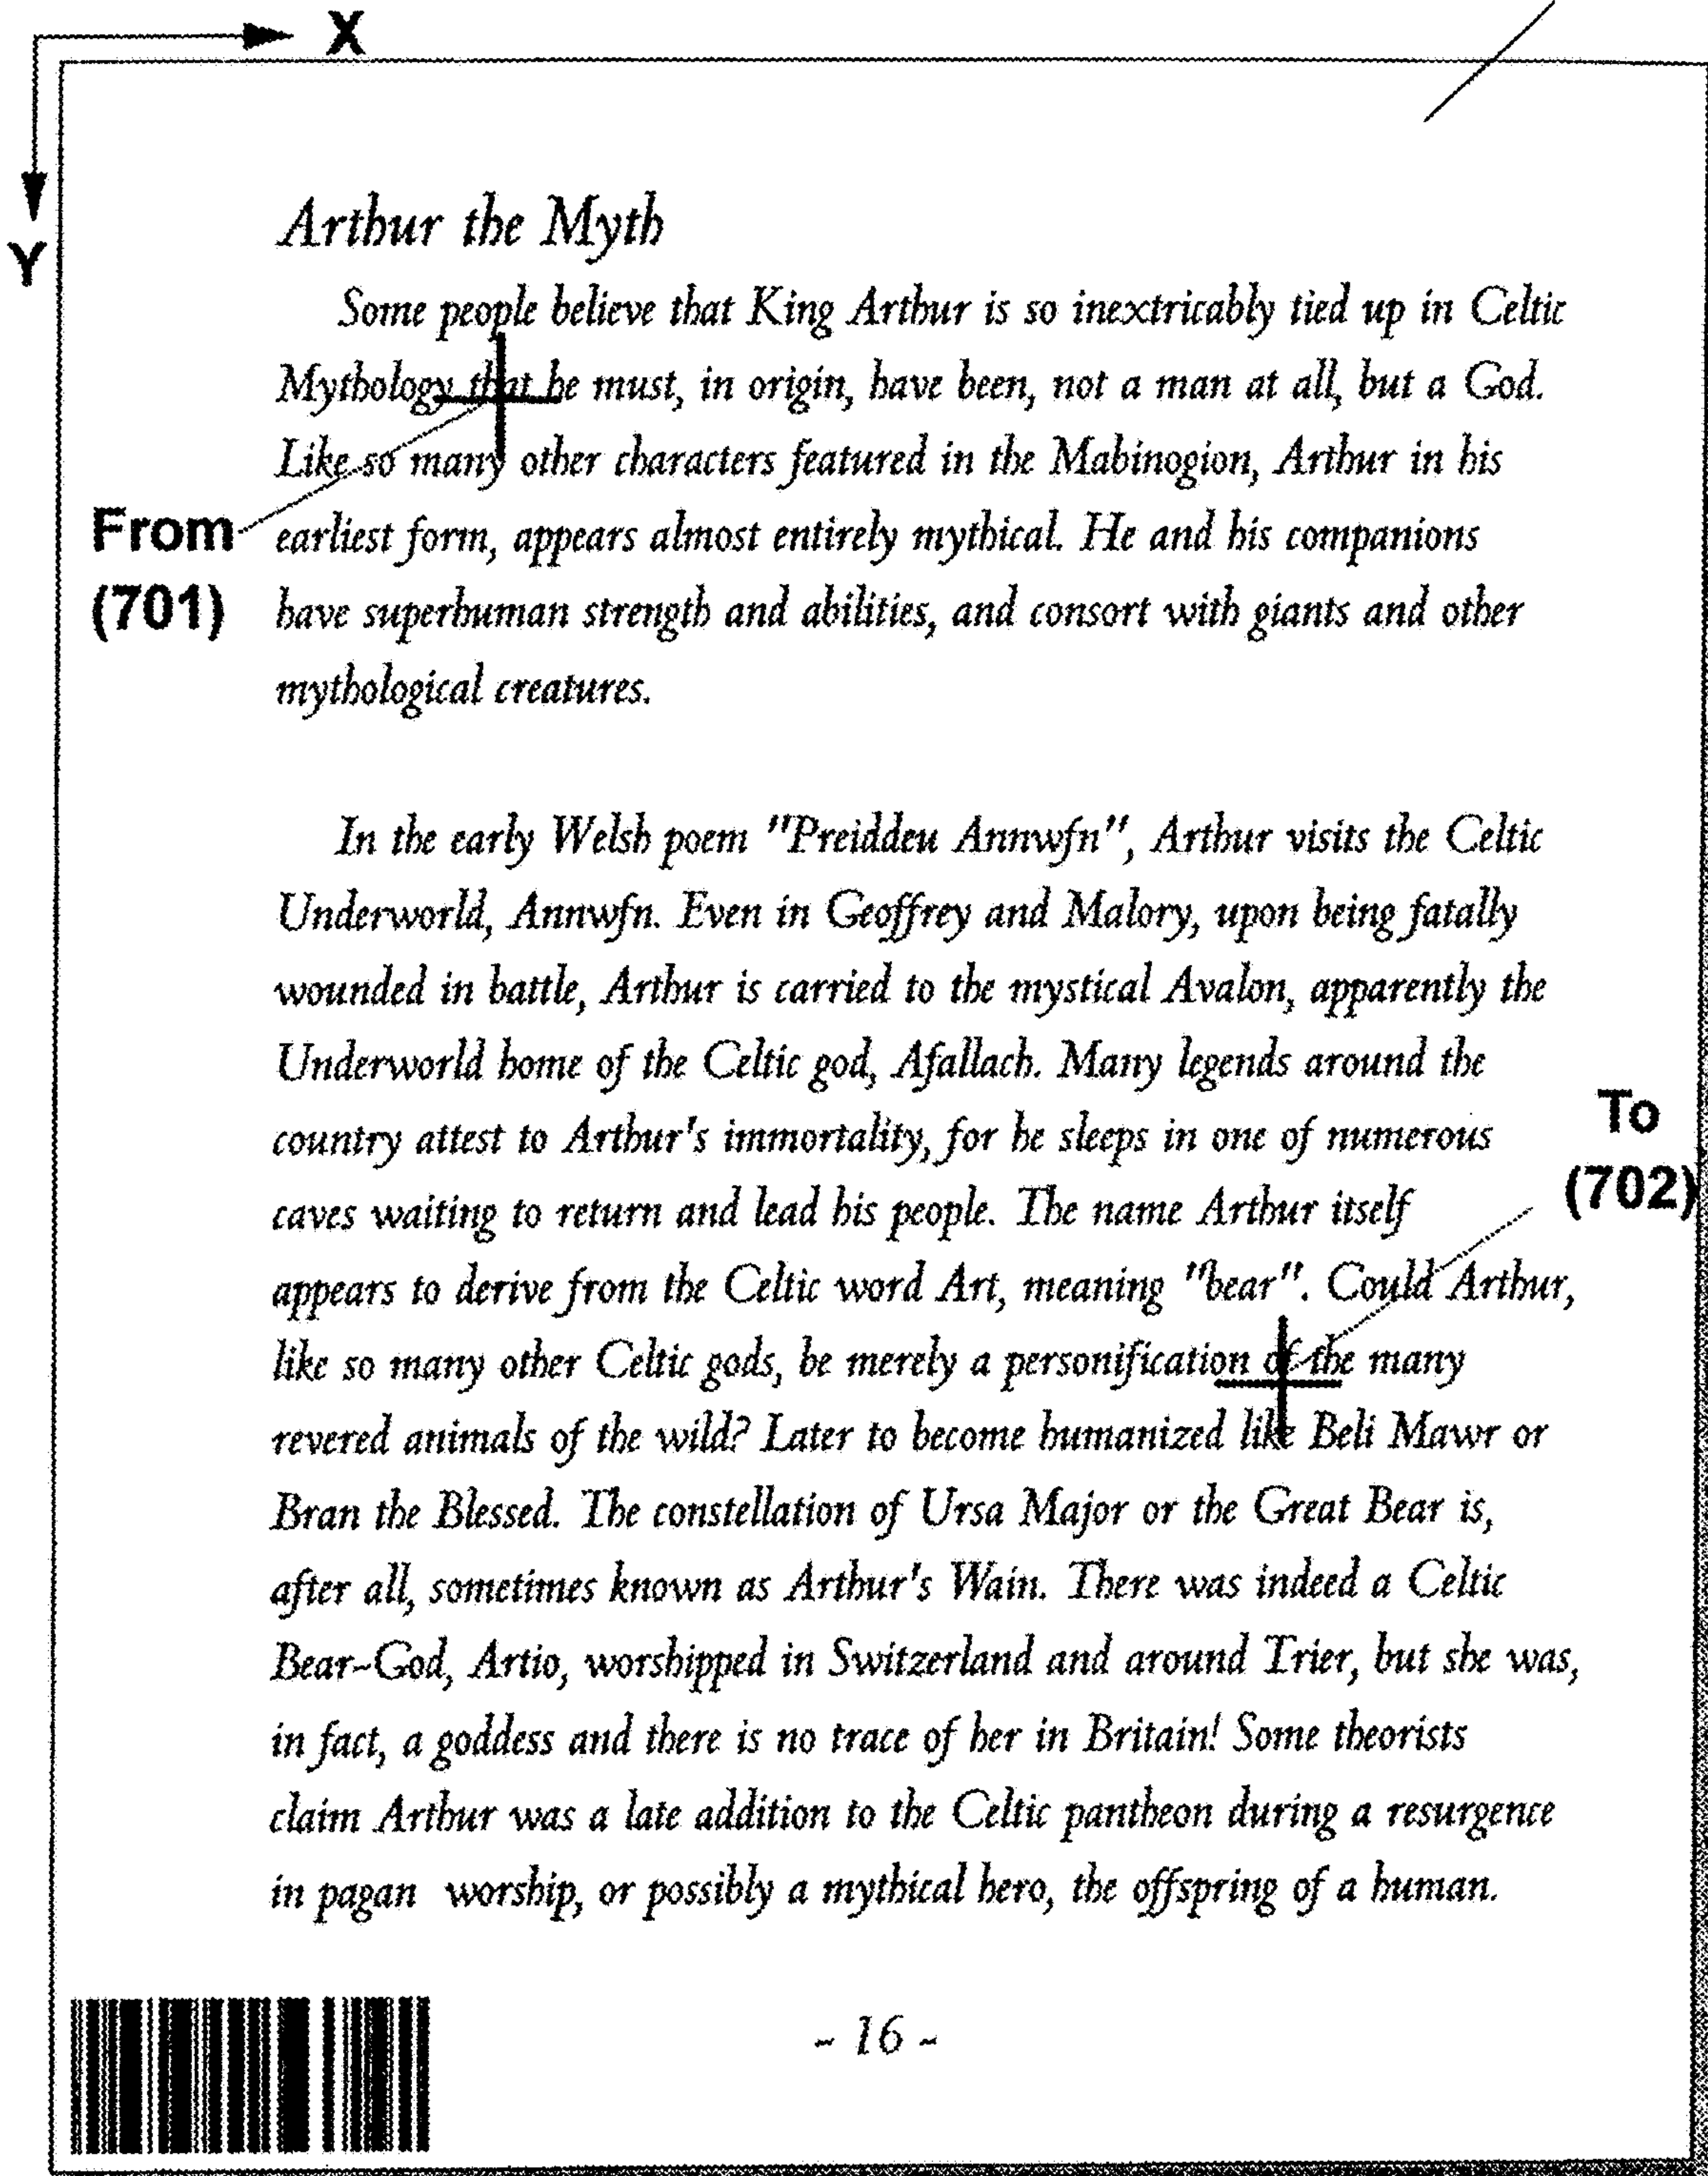 X
Y
Arthur the Myth
Some people believe that King Arthur is so inextricably tied up in Celtic
Mythology that he must, in origin, have been, not a man at all, but a God.
Like so many other characters featured in the Mabinogion, Arthur in his
From
earliest form, appears almost entirely mythical. He and his companions
(701)
have superhuman strength and abilities, and consort with giants and other
mythological creatures.
In the early Welsh poem "Preiddeu Annwfn", Arthur visits the Celtic
Underworld, Annwfn. Even in Geoffrey and Malory, upon being fatally
wounded in battle, Arthur is carried to the mystical Avalon, apparently the
Underworld home of the Celtic god, Afallach. Many legends around the
To
country attest to Arthur's immortality, for he sleeps in one of numerous
(702)
caves waiting to return and lead his people. The name Arthur itself
appears to derive from the Celtic word Art, meaning "bear". Could Arthur,
like so many other Celtic gods, be merely a personification of the many
revered animals of the wild? Later to become humanized like Beli Mawr or
Bran the Blessed. The constellation of Ursa Major or the Great Bear is,
after all, sometimes known as Arthur's Wain. There was indeed a Celtic
Bear-God, Artio, worshipped in Switzerland and around Trier, but she was,
in fact, a goddess and there is no trace of her in Britain! Some theorists
claim Arthur was a late addition to the Celtic pantheon during a resurgence
in pagan worship, or possibly a mythical hero, the offspring of a human.
- 16 -